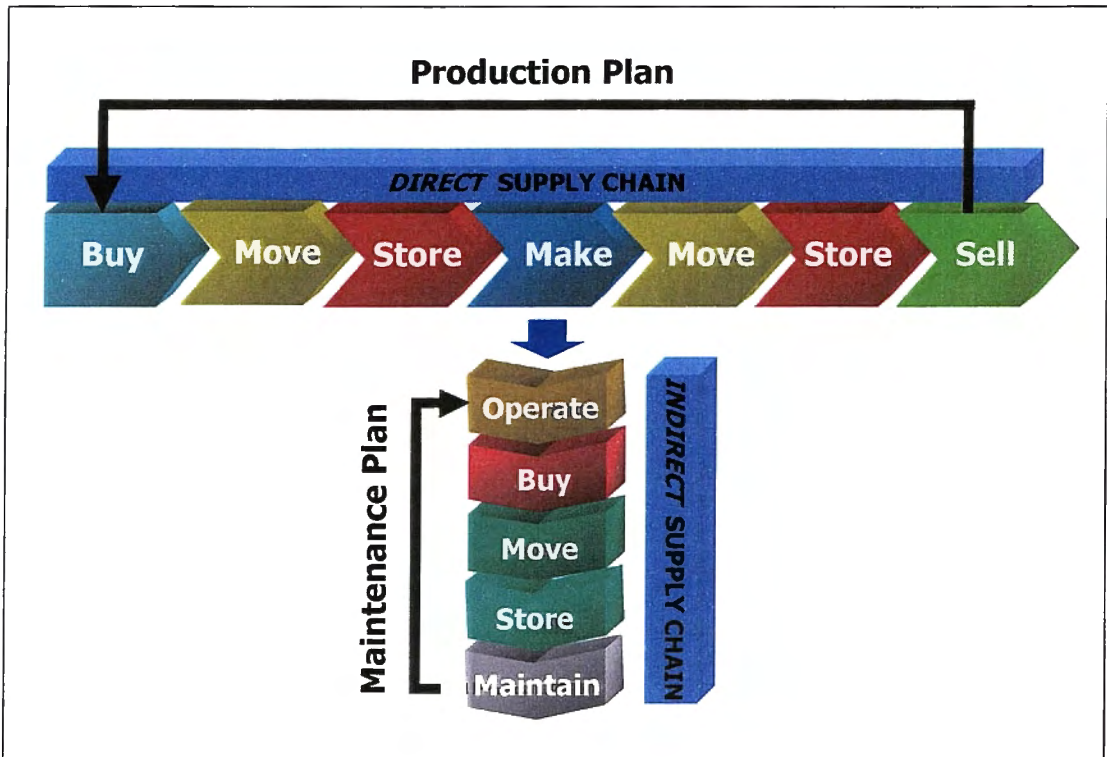 Production Plan
DIRECT SUPPLY CHAIN
Buy Move Store Make Move Store Sell
Operate
Buy
Move
Store
Maintain
Maintenance Plan
INDIRECT SUPPLY CHAIN